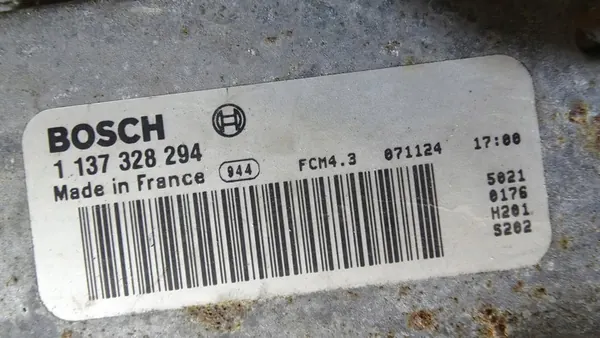 BOSCH
1 137 328 294
Made in France 944 FCM4.3 071124 17:00
5021
0176
H201
S202